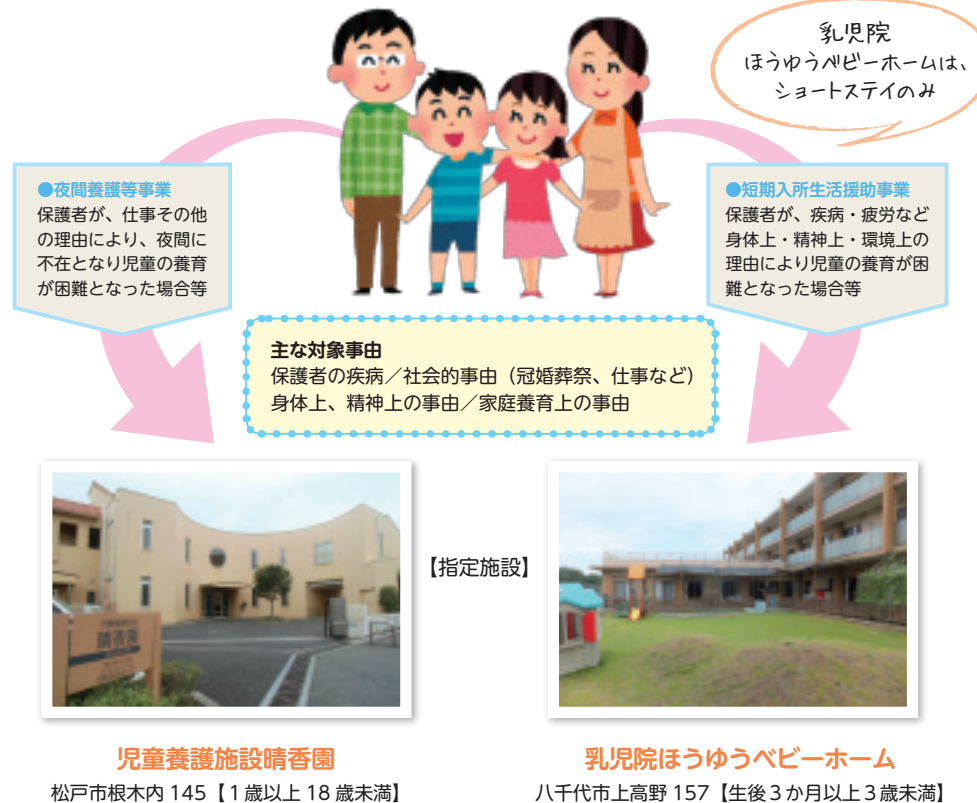 乳児院
ほうゆうベビーホームは、
ショートステイのみ
●夜間養護等事業
保護者が、仕事その他
の理由により、夜間に
不在となり児童の養育
が困難となった場合等
●短期入所生活援助事業
保護者が、疾病・疲労など
身体上・精神上・環境上の
理由により児童の養育が困
難となった場合等
主な対象事由
保護者の疾病／社会的事由（冠婚葬祭、仕事など）
身体上、精神上の事由／家庭養育上の事由
【指定施設】
晴香園
児童養護施設晴香園
松戸市根木内 145【１歳以上 18 歳未満】
乳児院ほうゆうベビーホーム
八千代市上高野 157【生後３か月以上３歳未満】